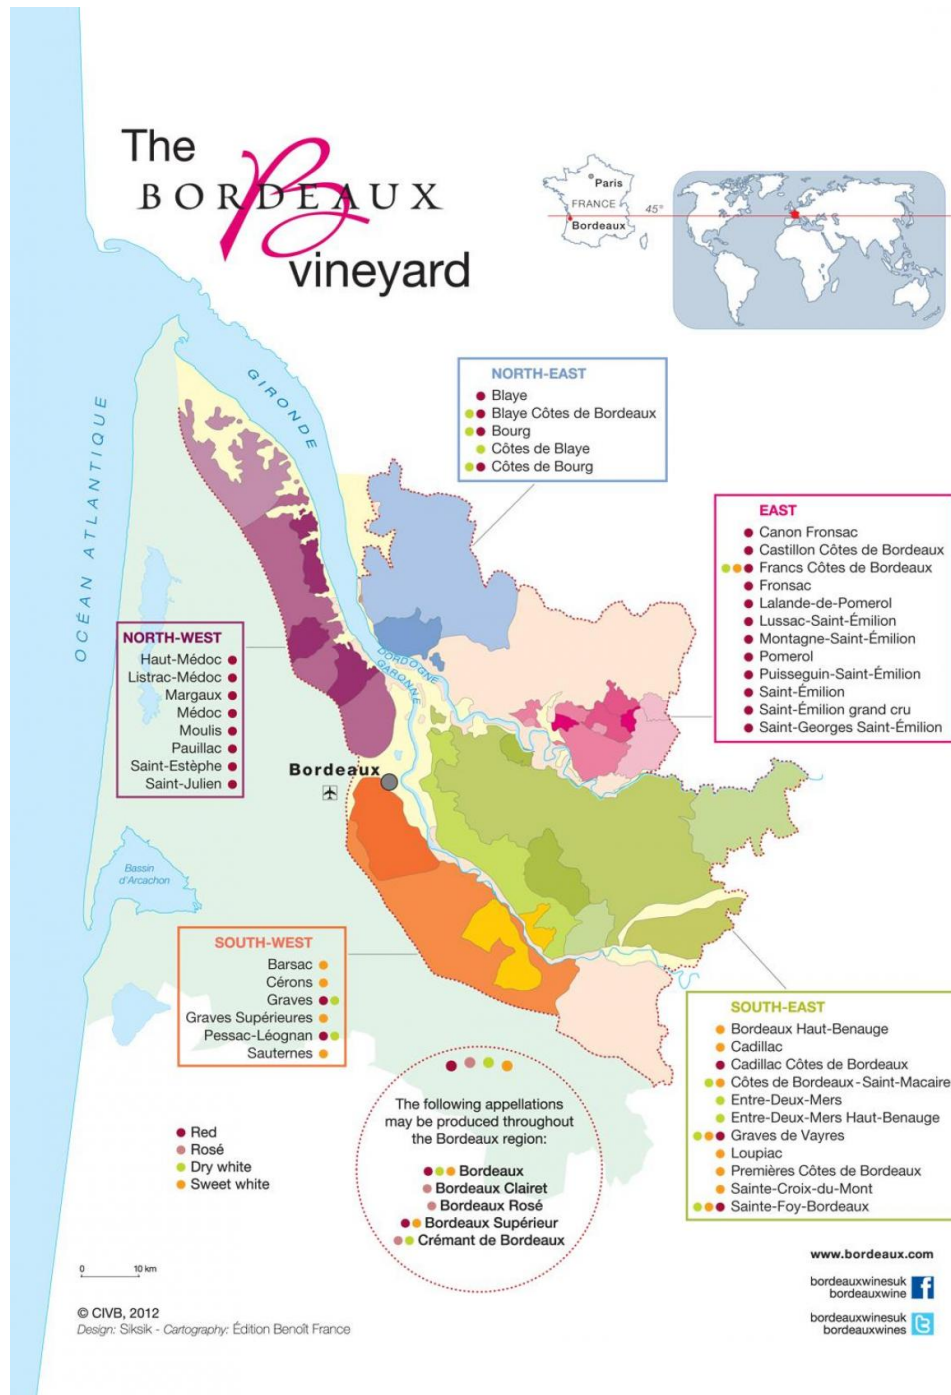 The
BORDEAUX
vineyard
Paris
FRANCE
Bordeaux
45°
OCÉAN ATLANTIQUE
GIRONDE
NORTH-EAST
Blaye
Blaye Côtes de Bordeaux
Bourg
Côtes de Blaye
Côtes de Bourg
EAST
Canon Fronsac
Castillon Côtes de Bordeaux
Francs Côtes de Bordeaux
Fronsac
Lalande-de-Pomerol
Lussac-Saint-Émilion
Montagne-Saint-Émilion
Pomerol
Puisseguin-Saint-Émilion
Saint-Émilion
Saint-Émilion grand cru
Saint-Georges Saint-Émilion
NORTH-WEST
Haut-Médoc
Listrac-Médoc
Margaux
Médoc
Moulis
Pauillac
Saint-Estèphe
Saint-Julien
DORDOGNE
GARONNE
Bordeaux
Bassin
d'Arcachon
SOUTH-WEST
Barsac
Cérons
Graves
Graves Supérieures
Pessac-Léognan
Sauternes
SOUTH-EAST
Bordeaux Haut-Benauge
Cadillac
Cadillac Côtes de Bordeaux
Côtes de Bordeaux-Saint-Macaire
Entre-Deux-Mers
Entre-Deux-Mers Haut-Benauge
Graves de Vayres
Loupiac
Premières Côtes de Bordeaux
Sainte-Croix-du-Mont
Sainte-Foy-Bordeaux
Red
Rosé
Dry white
Sweet white
The following appellations
may be produced throughout
the Bordeaux region:
Bordeaux
Bordeaux Clairet
Bordeaux Rosé
Bordeaux Supérieur
Crémant de Bordeaux
0 10 km
© CIVB, 2012
Design: Siksik - Cartography: Édition Benoît France
www.bordeaux.com
bordeauxwinesuk
bordeauxwine
bordeauxwinesuk
bordeauxwines